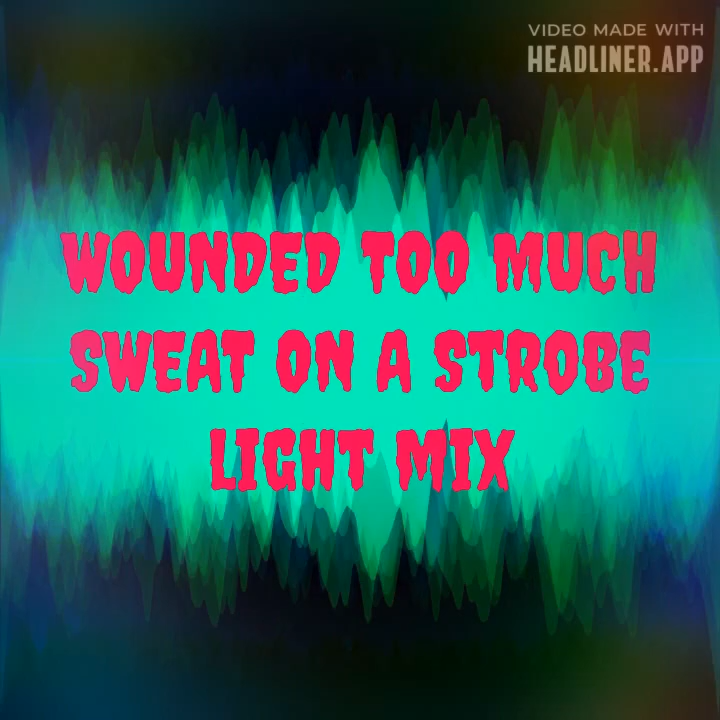 VIDEO MADE WITH
HEADLINER.APP
WOUNDED TOO MUCH
SWEAT ON A STROBE
LIGHT MIX